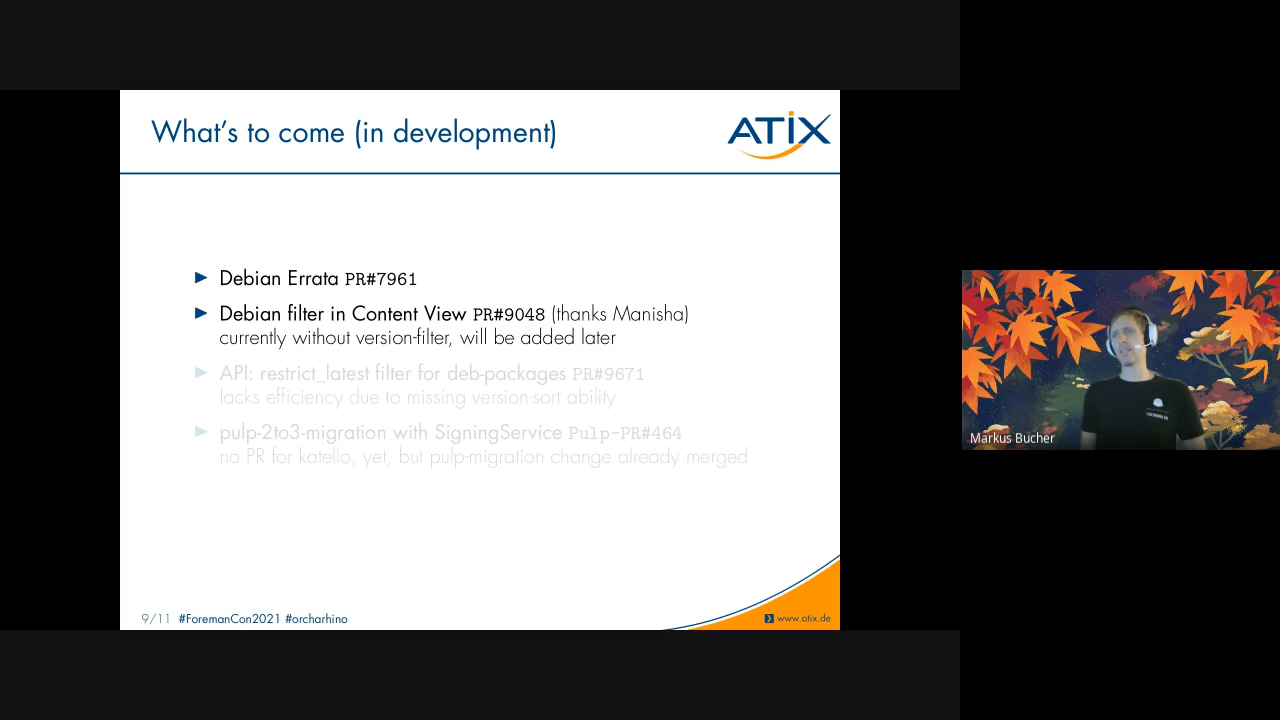 What's to come (in development)
ATIX
Debian Errata PR#7961
Debian filter in Content View PR#9048 (thanks Manisha)
currently without version-filter, will be added later
API: restrict_latest filter for deb-packages PR#9671
lacks efficiency due to missing version-sort ability
pulp-2to3-migration with SigningService Pulp-PR#464
no PR for katello, yet, but pulp-migration change already merged
9/11 #ForemanCon2021 #orcharhino
www.atix.de
Markus Bucher